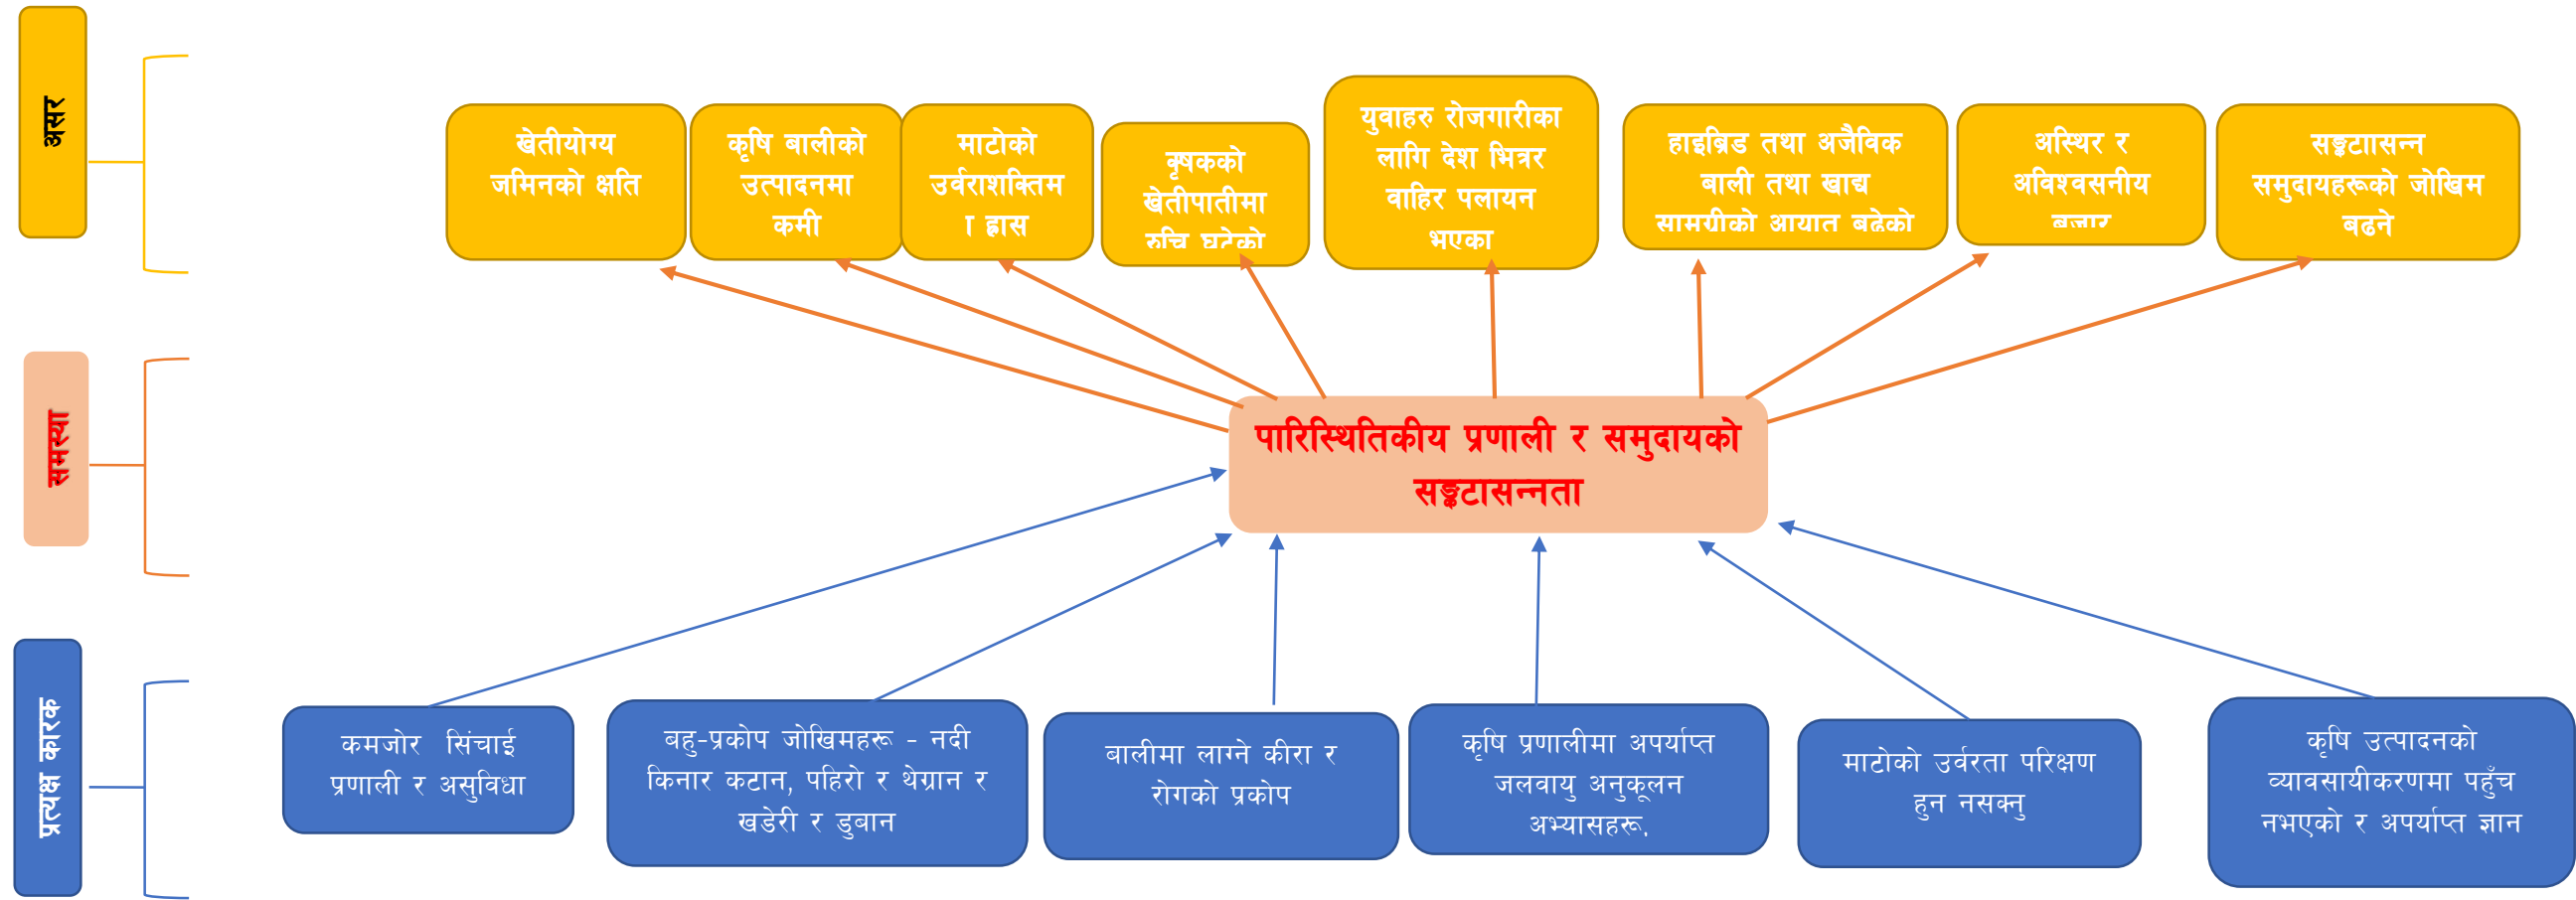 असर
खेतीयोग्य
जमिनको क्षति
कृषि बालीको
उत्पादनमा
कमी
माटोको
उर्वराशक्तिम
ा ह्रास
क्षकको
खेतीपातीमा
रुचि घटेको
युवाहरु रोजगारीका
लागि देश भित्रर
वाहिर पलायन
भएका
हाइब्रिड तथा अजैविक
बाली तथा खाद्य
सामग्रीको आयात बढेको
अस्थिर र
अविश्वसनीय
बजार
सङ्कटाासन्न
समुदायहरूको जोखिम
बढने
समस्या
पारिस्थितिकीय प्रणाली र समुदायको
सङ्कटासन्नता
प्रत्यक्ष कारक
कमजोर सिंचाई
प्रणाली र असुविधा
बहु-प्रकोप जोखिमहरू - नदी
किनार कटान, पहिरो र थेग्रान र
खडेरी र डुबान
बालीमा लाग्ने कीरा र
रोगको प्रकोप
कृषि प्रणालीमा अपर्याप्त
जलवायु अनुकूलन
अभ्यासहरू.
माटोको उर्वरता परिक्षण
हुन नसक्नु
कृषि उत्पादनको
व्यावसायीकरणमा पहुँच
नभएको र अपर्याप्त ज्ञान